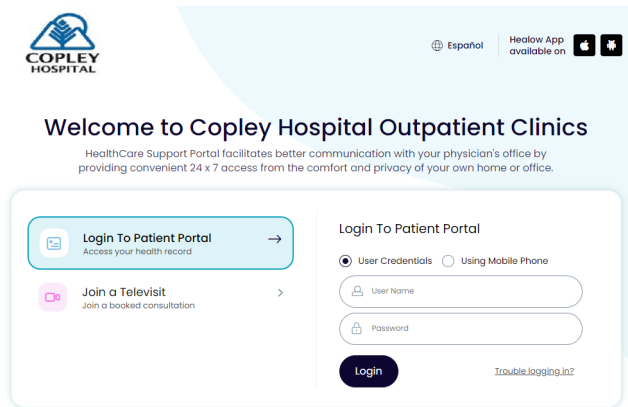 COPLEY
HOSPITAL
Español
Healow App
available on
Welcome to Copley Hospital Outpatient Clinics
HealthCare Support Portal facilitates better communication with your physician's office by
providing convenient 24 x 7 access from the comfort and privacy of your own home or office.
Login To Patient Portal
Access your health record
Join a Televisit
Join a booked consultation
Login To Patient Portal
User Credentials
Using Mobile Phone
User Name
Password
Login
Trouble logging in?